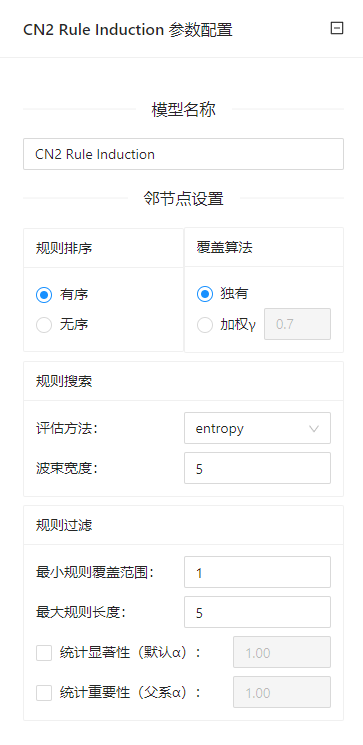 CN2 Rule Induction 参数配置
模型名称
CN2 Rule Induction
邻节点设置
规则排序
覆盖算法
有序
独有
无序
加权γ 0.7
规则搜索
评估方法： entropy
波束宽度： 5
规则过滤
最小规则覆盖范围： 1
最大规则长度： 5
统计显著性（默认α）： 1.00
统计重要性（父系α）： 1.00